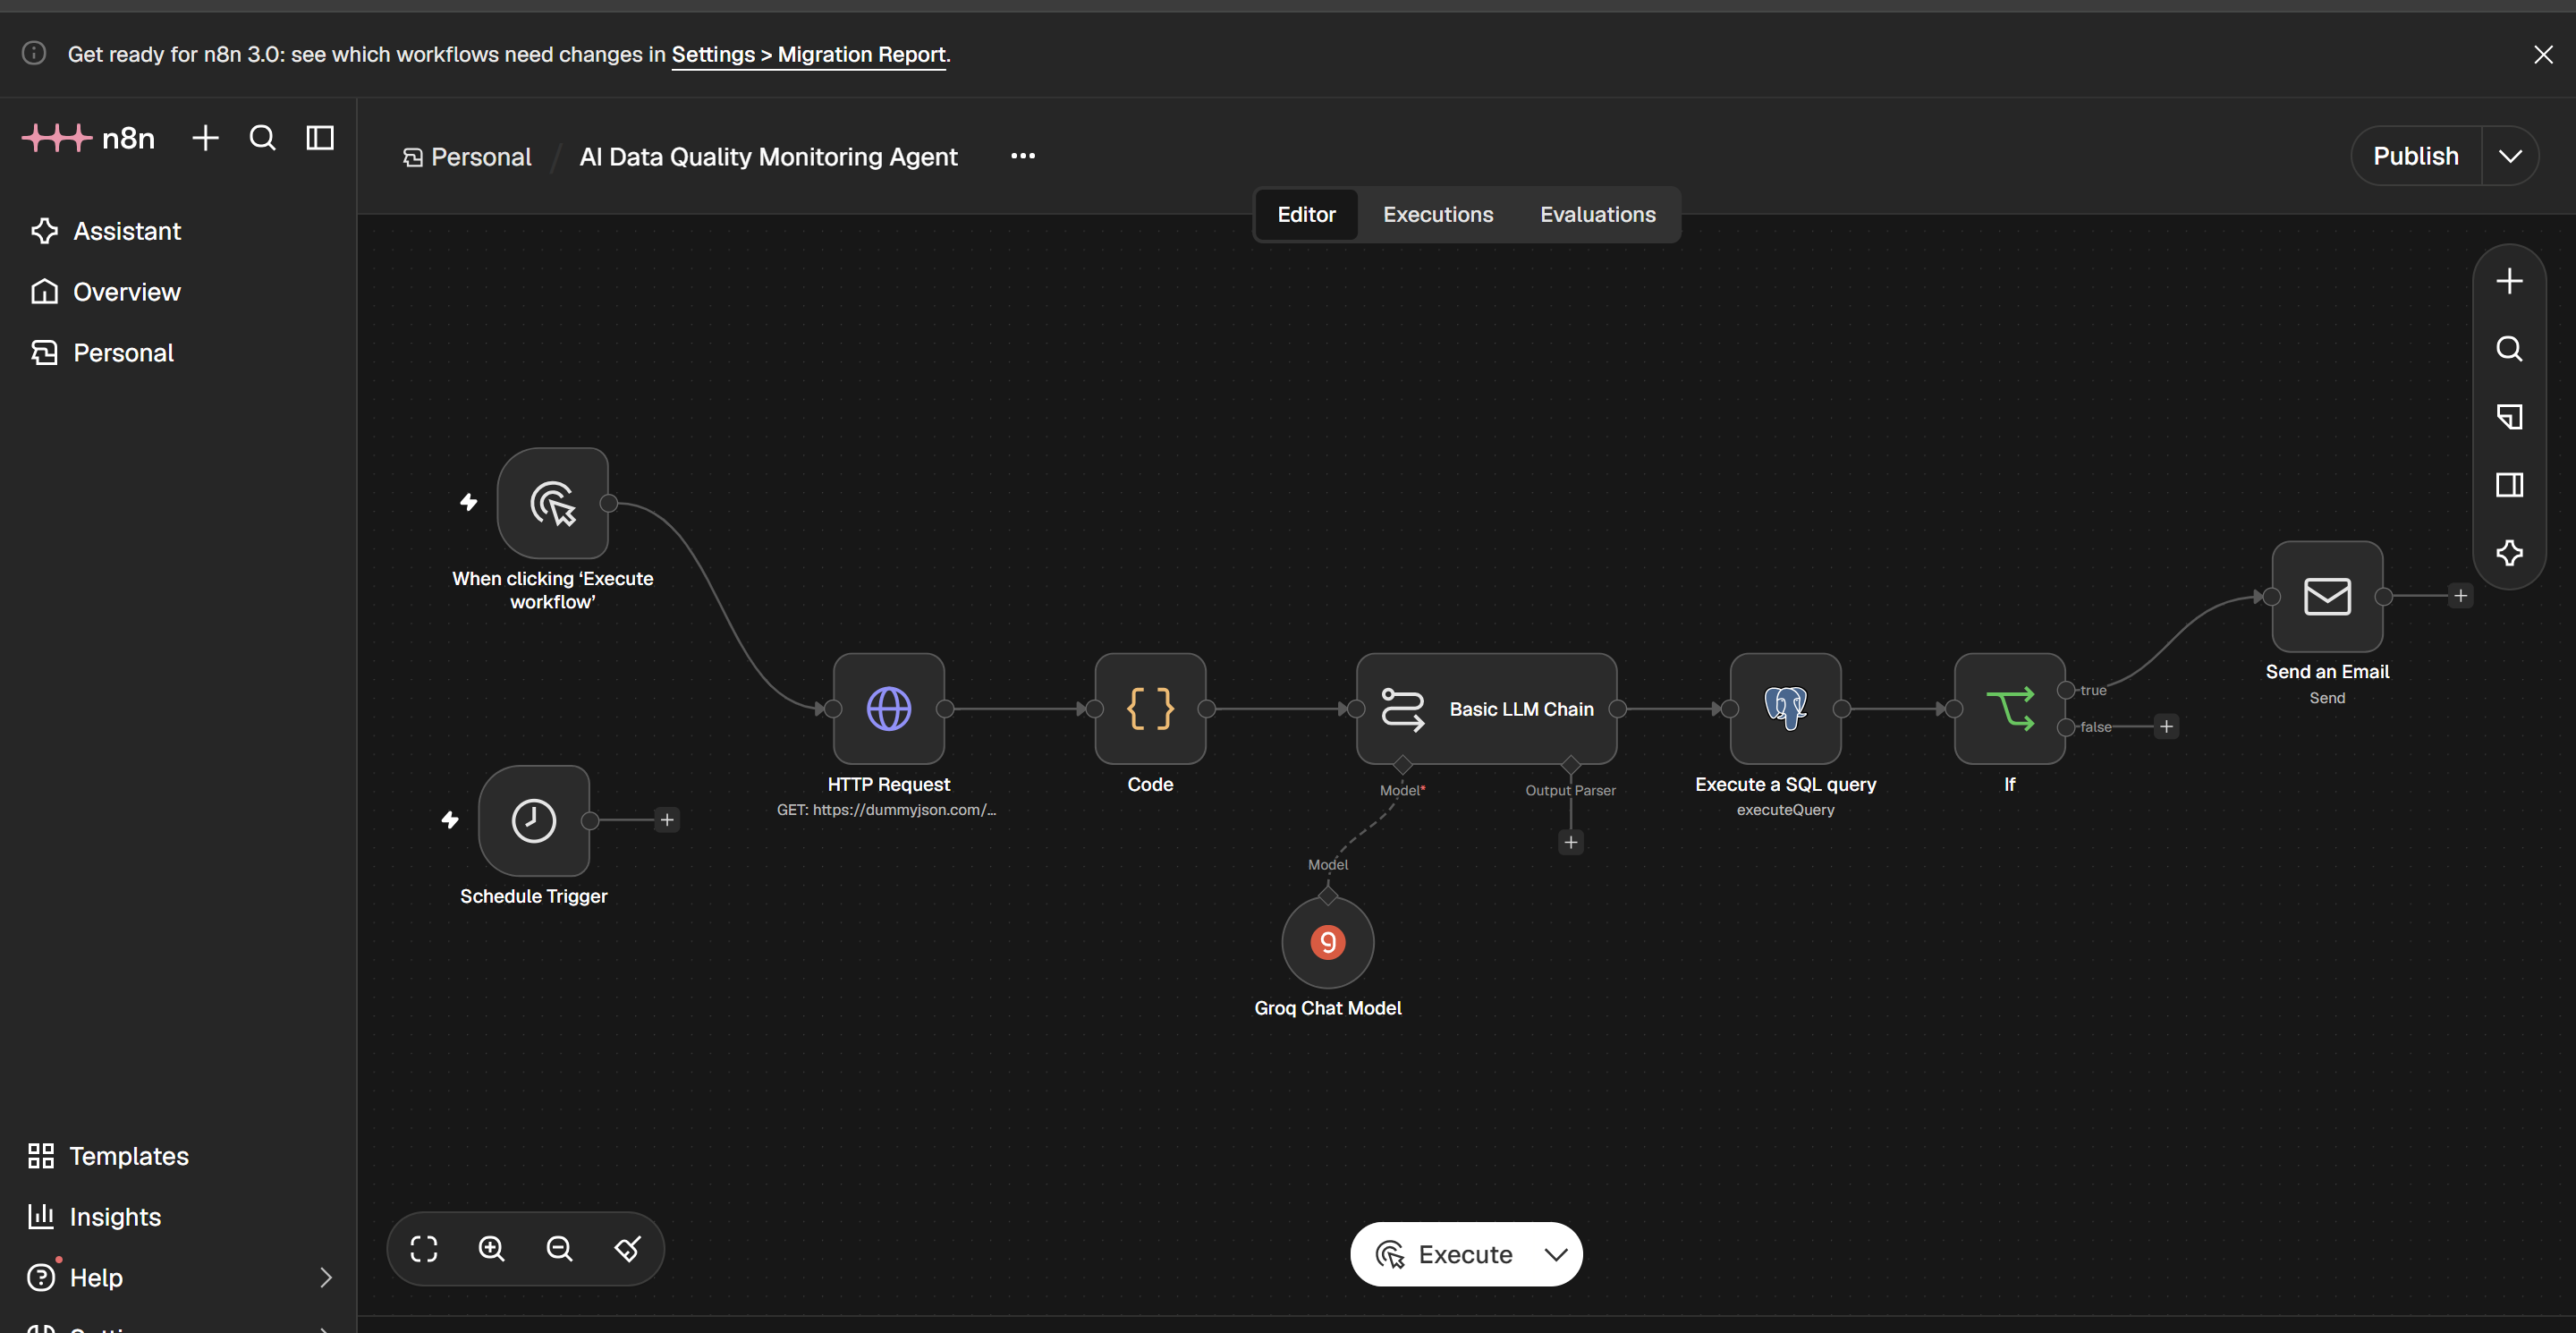 Get ready for n8n 3.0: see which workflows need changes in Settings > Migration Report.
n8n
Personal / AI Data Quality Monitoring Agent
Publish
Editor Executions Evaluations
Assistant
Overview
Personal
When clicking ‘Execute
workflow’
Schedule Trigger
HTTP Request
GET: https://dummyjson.com/...
Code
Basic LLM Chain
Model*
Output Parser
Model
Groq Chat Model
Execute a SQL query
executeQuery
If
true
false
Send an Email
Send
Templates
Insights
Help
Execute